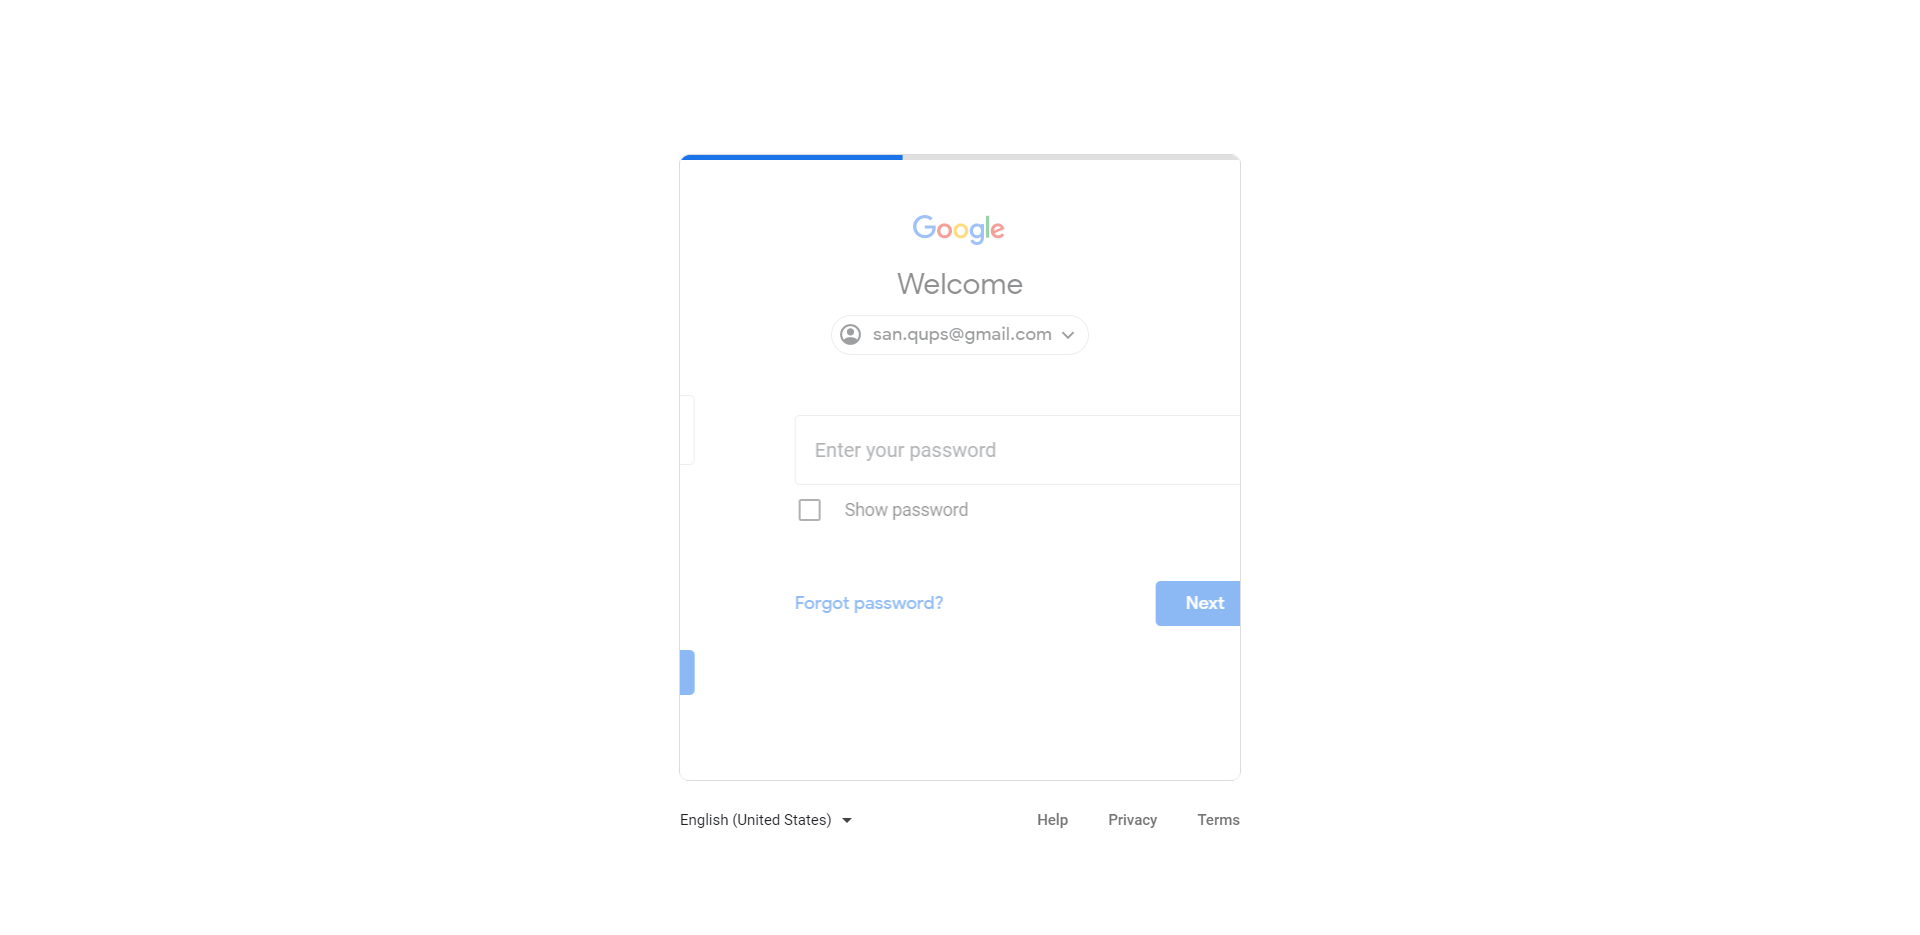 Google
Welcome
san.qups@gmail.com
Enter your password
Show password
Forgot password?
Next
English (United States)
Help
Privacy
Terms